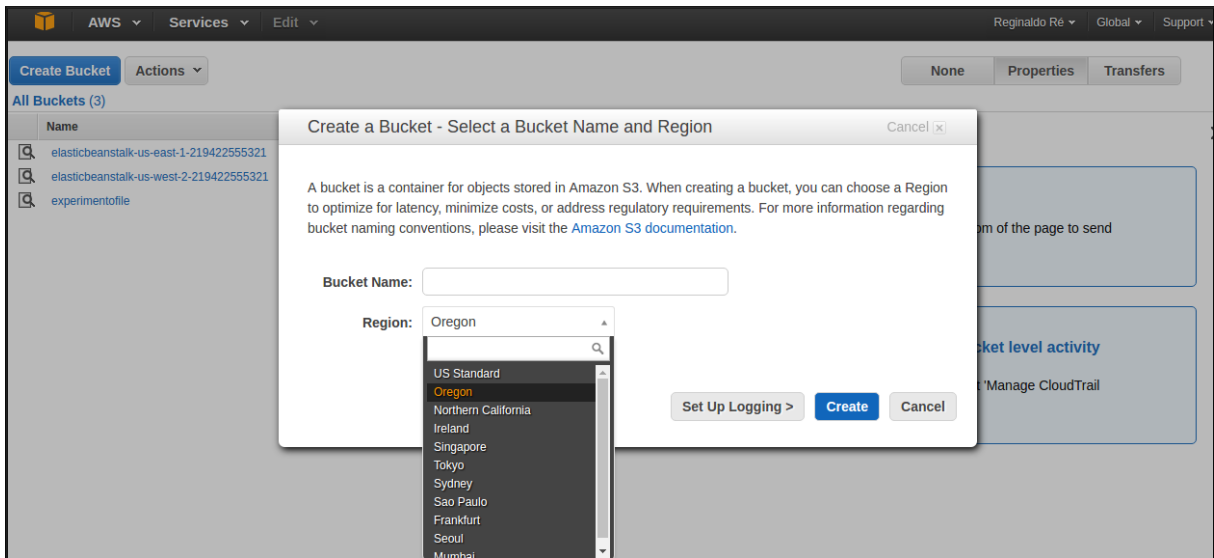 AWS Services Edit Reginaldo Ré Global Support
Create Bucket Actions None Properties Transfers
All Buckets (3)
Name
elasticbeanstalk-us-east-1-219422555321
elasticbeanstalk-us-west-2-219422555321
experimentofile
Create a Bucket - Select a Bucket Name and Region Cancel x
A bucket is a container for objects stored in Amazon S3. When creating a bucket, you can choose a Region
to optimize for latency, minimize costs, or address regulatory requirements. For more information regarding
bucket naming conventions, please visit the Amazon S3 documentation.
Bucket Name:
Region: Oregon
US Standard
Oregon
Northern California
Ireland
Singapore
Tokyo
Sydney
Sao Paulo
Frankfurt
Seoul
Mumbai
Set Up Logging > Create Cancel
of the page to send
level activity
'Manage CloudTrail